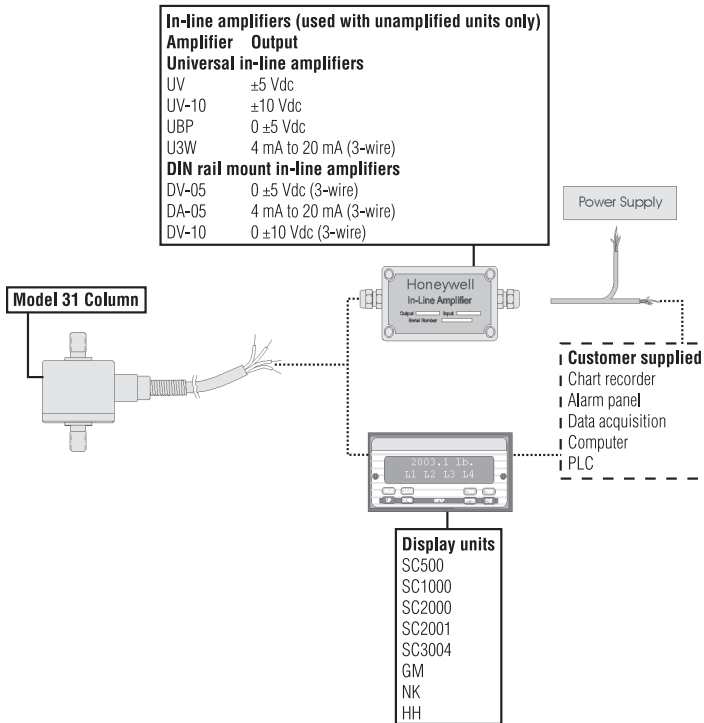 In-line amplifiers (used with unamplified units only)
Amplifier Output
Universal in-line amplifiers
UV ±5 Vdc
UV-10 ±10 Vdc
UBP 0 ±5 Vdc
U3W 4 mA to 20 mA (3-wire)
DIN rail mount in-line amplifiers
DV-05 0 ±5 Vdc (3-wire)
DA-05 4 mA to 20 mA (3-wire)
DV-10 0 ±10 Vdc (3-wire)
Power Supply
Honeywell
In-Line Amplifier
Output Input
Serial Number
Model 31 Column
Customer supplied
Chart recorder
Alarm panel
Data acquisition
Computer
PLC
2003.1 lb.
L1 L2 L3 L4
Display units
SC500
SC1000
SC2000
SC2001
SC3004
GM
NK
HH